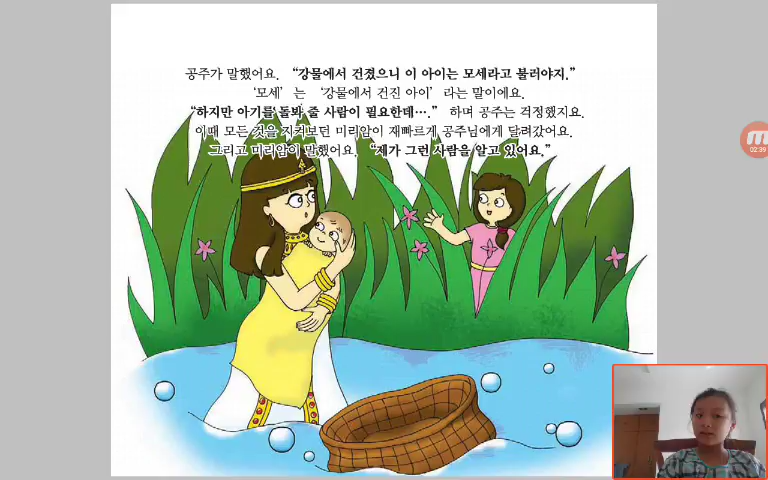 공주가 말했어요. “강물에서 건졌으니 이 아이는 모세라고 불러야지.”
‘모세’는 ‘강물에서 건진 아이’라는 말이에요.
“하지만 아기를 돌봐 줄 사람이 필요한데….” 하며 공주는 걱정했지요.
이때 모든 것을 지켜보던 미리암이 재빠르게 공주님에게 달려갔어요.
그리고 미리암이 말했어요. “제가 그런 사람을 알고 있어요.”
02:39